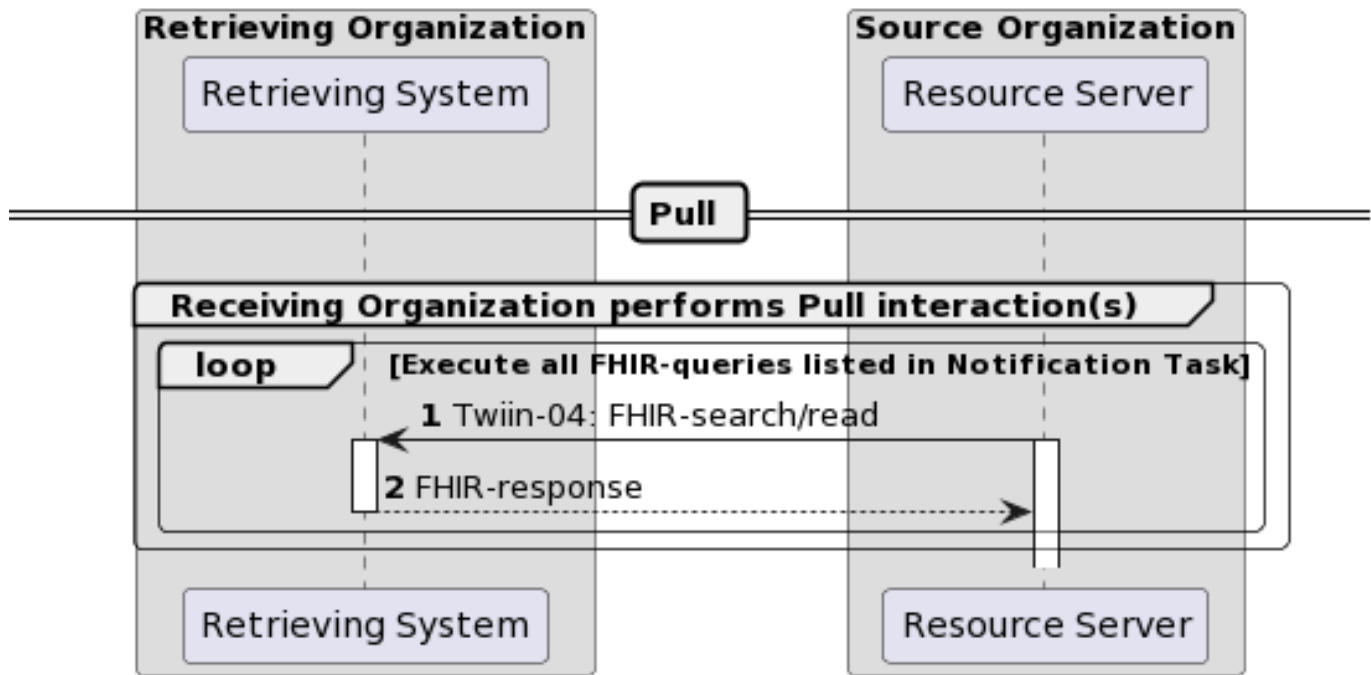 Retrieving Organization
Source Organization
Retrieving System
Resource Server
Pull
Receiving Organization performs Pull interaction(s)
loop
[Execute all FHIR-queries listed in Notification Task]
1 Twiin-04: FHIR-search/read
2 FHIR-response
Retrieving System
Resource Server